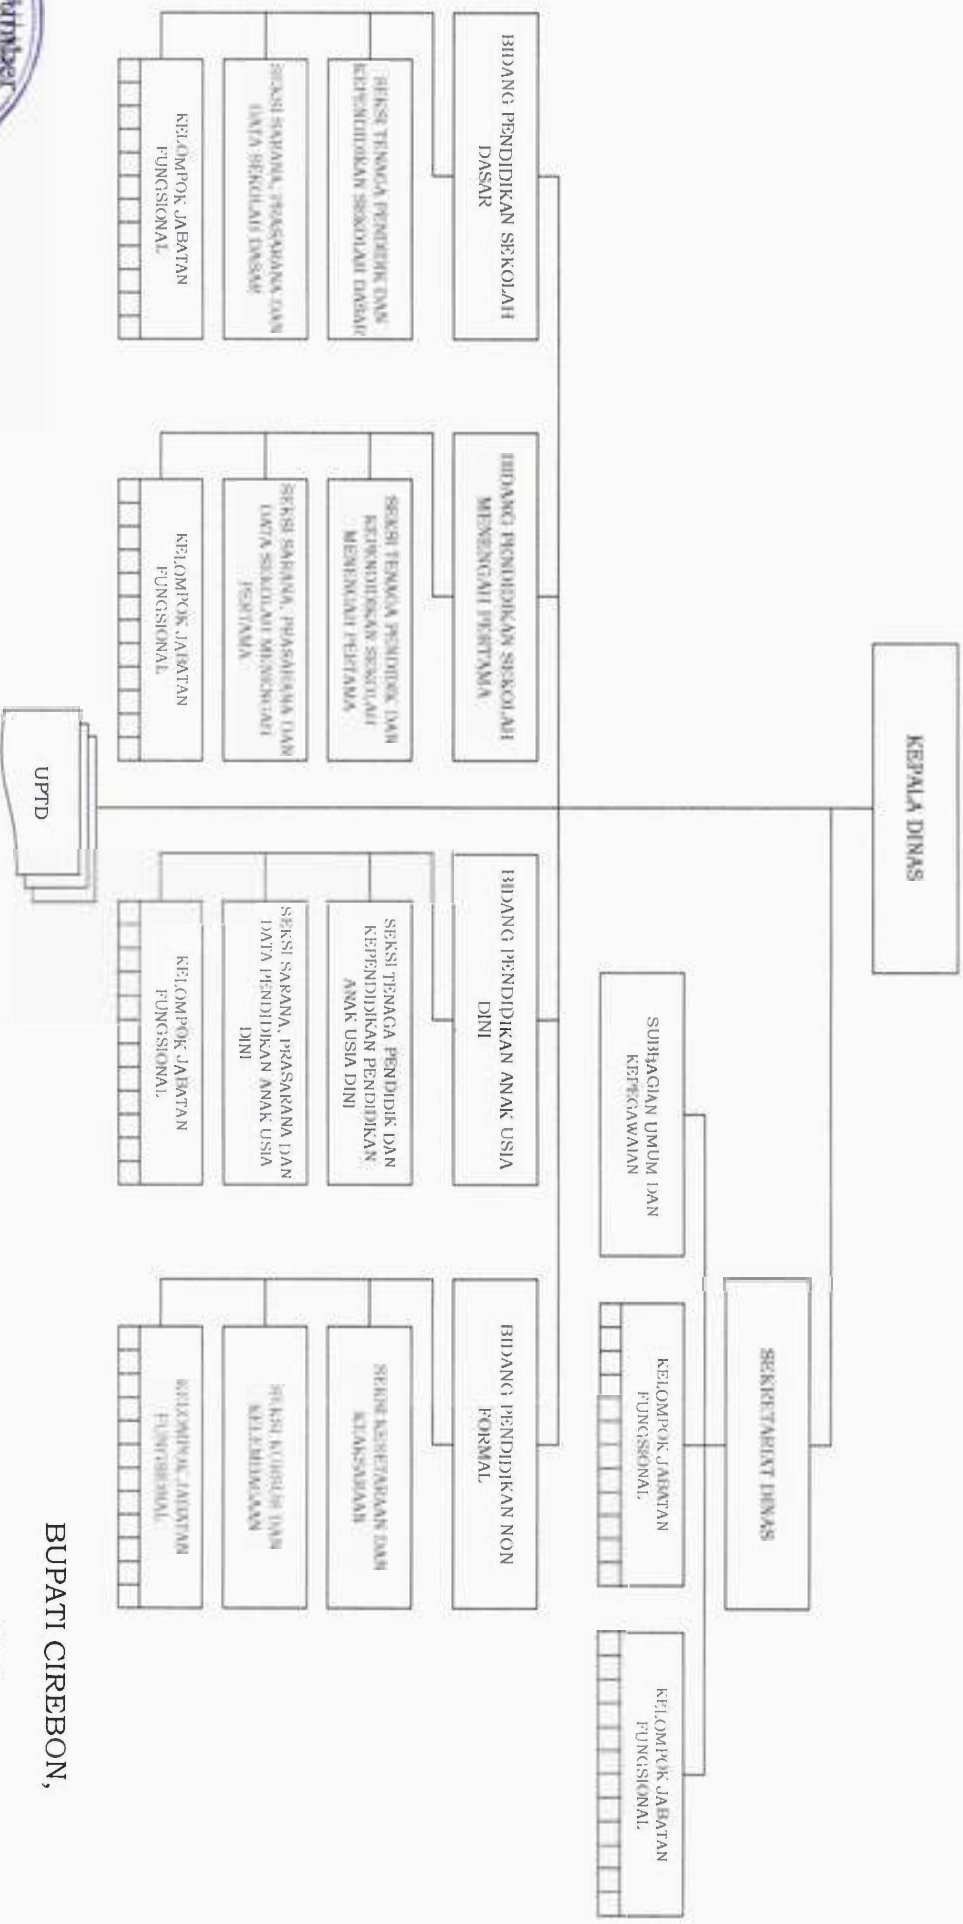 KEPALA DINAS
SEKRETARIAT DINAS
SUBBAGIAN UMUM DAN
KEPEGAWAIAN
KELOMPOK JABATAN
FUNGSIONAL
KELOMPOK JABATAN
FUNGSIONAL
BIDANG PENDIDIKAN SEKOLAH
DASAR
SEKSI TENAGA PENDIDIK DAN
KEPENDIDIKAN SEKOLAH DASAR
SEKSI SARANA, PRASARANA DAN
DATA SEKOLAH DASAR
KELOMPOK JABATAN
FUNGSIONAL
BIDANG PENDIDIKAN SEKOLAH
MENENGAH PERTAMA
SEKSI TENAGA PENDIDIK DAN
KEPENDIDIKAN SEKOLAH
MENENGAH PERTAMA
SEKSI SARANA, PRASARANA DAN
DATA SEKOLAH MENENGAH
PERTAMA
KELOMPOK JABATAN
FUNGSIONAL
BIDANG PENDIDIKAN ANAK USIA
DINI
SEKSI TENAGA PENDIDIK DAN
KEPENDIDIKAN PENDIDIKAN
ANAK USIA DINI
SEKSI SARANA, PRASARANA DAN
DATA PENDIDIKAN ANAK USIA
DINI
KELOMPOK JABATAN
FUNGSIONAL
BIDANG PENDIDIKAN NON
FORMAL
SEKSI KESETARAAN DAN
KEAKSARAAN
SEKSI KURSUS DAN
KELEMBAGAAN
KELOMPOK JABATAN
FUNGSIONAL
UPTD
BUPATI CIREBON,